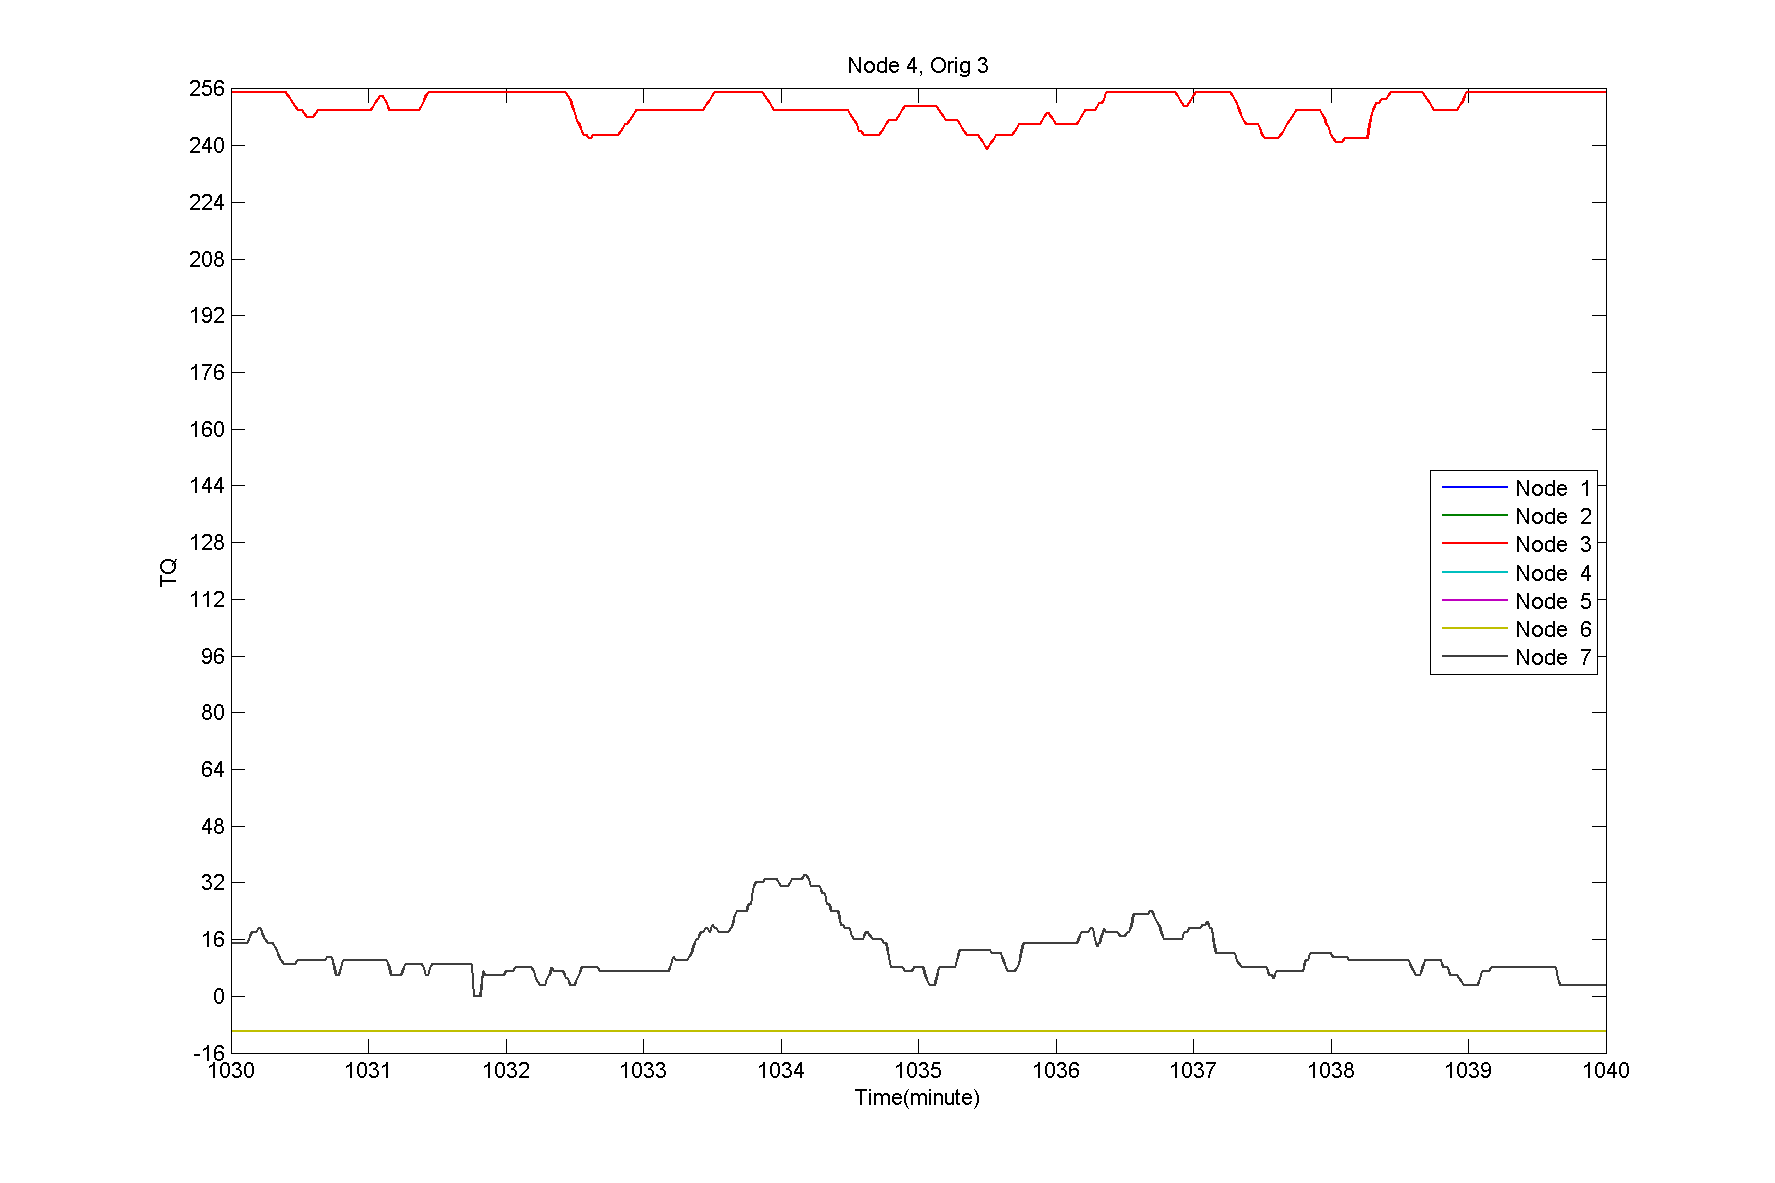 Node 4, Orig 3
256
240
224
208
192
176
160
144
128
112
96
80
64
48
32
16
0
-16
TQ
Node 1
Node 2
Node 3
Node 4
Node 5
Node 6
Node 7
1030 1031 1032 1033 1034 1035 1036 1037 1038 1039 1040
Time(minute)